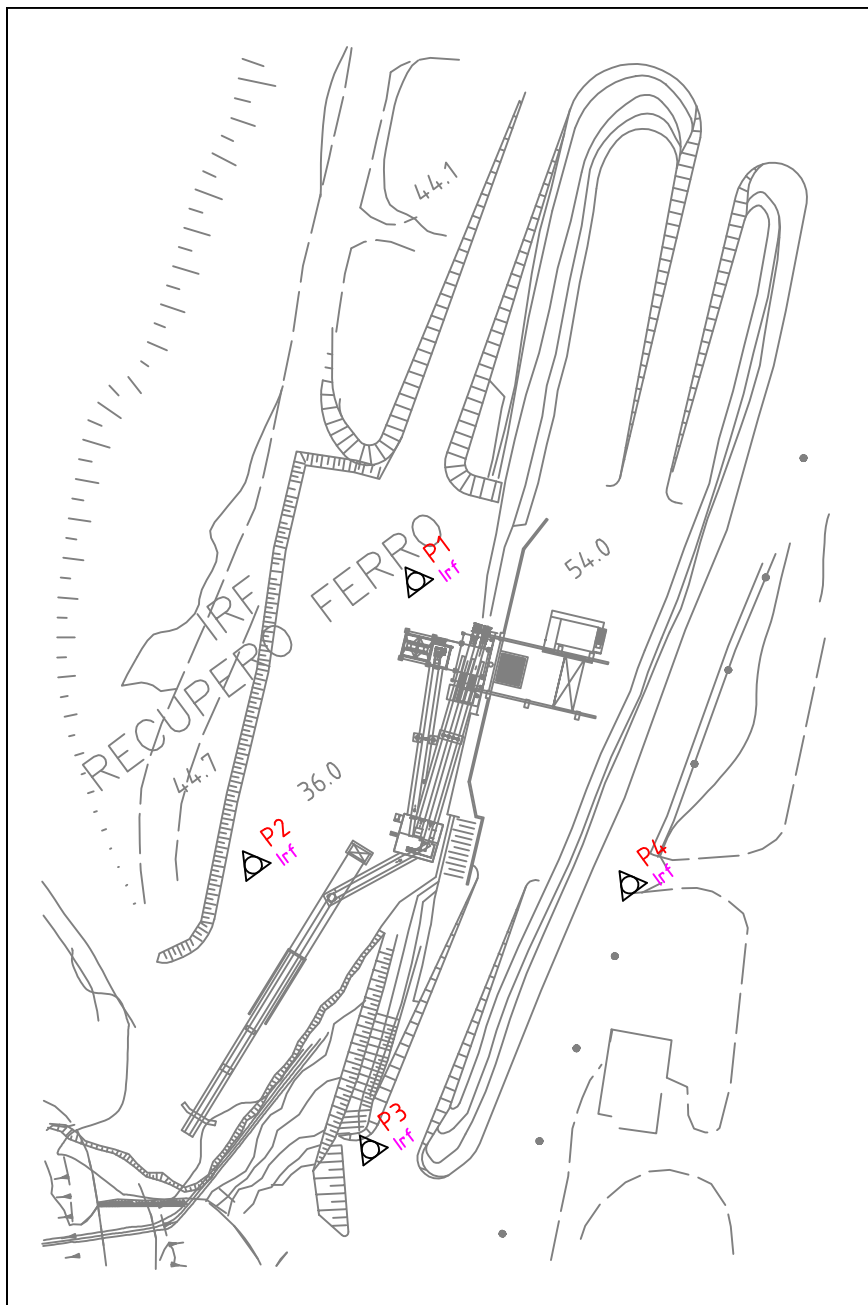 44.1
P1
Irf
54.0
IRF
RECUPERO FERRO
44.7
36.0
P2
Irf
P4
Irf
P3
Irf